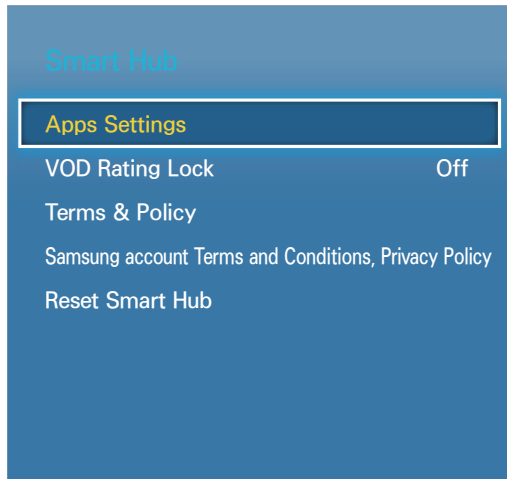 Smart Hub
Apps Settings
VOD Rating Lock Off
Terms & Policy
Samsung account Terms and Conditions, Privacy Policy
Reset Smart Hub